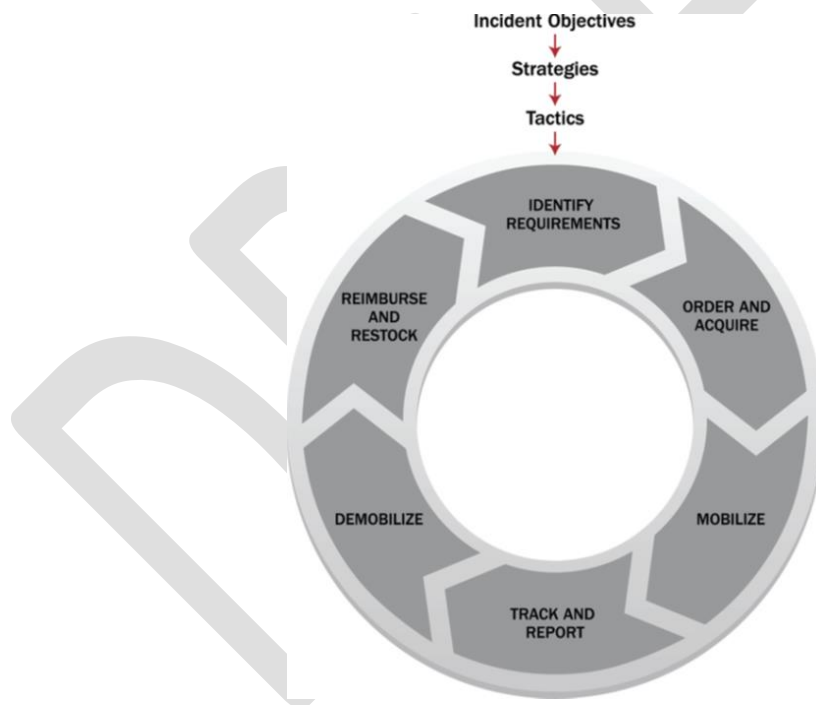 Incident Objectives
Strategies
Tactics
IDENTIFY
REQUIREMENTS
ORDER AND
ACQUIRE
MOBILIZE
TRACK AND
REPORT
DEMOBILIZE
REIMBURSE
AND
RESTOCK